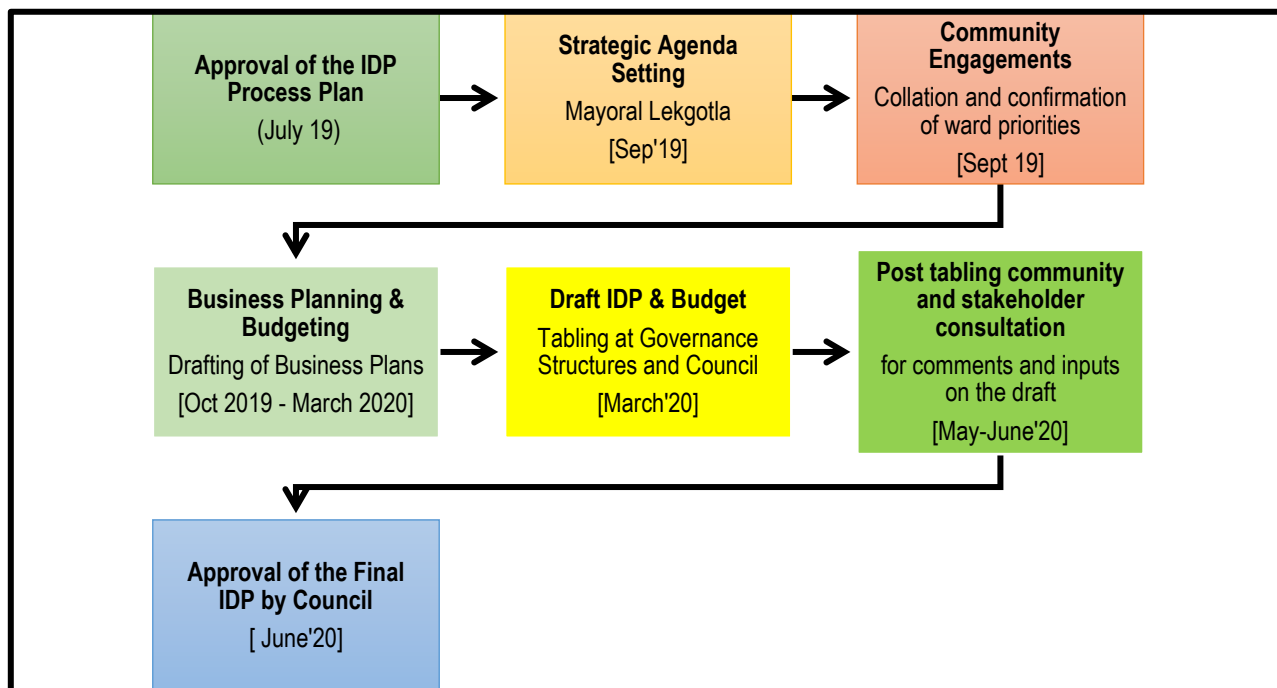 Approval of the IDP
Process Plan
(July 19)
Strategic Agenda
Setting
Mayoral Lekgotla
[Sep'19]
Community
Engagements
Collation and confirmation
of ward priorities
[Sept 19]
Business Planning &
Budgeting
Drafting of Business Plans
[Oct 2019 - March 2020]
Draft IDP & Budget
Tabling at Governance
Structures and Council
[March'20]
Post tabling community
and stakeholder
consultation
for comments and inputs
on the draft
[May-June'20]
Approval of the Final
IDP by Council
[ June'20]